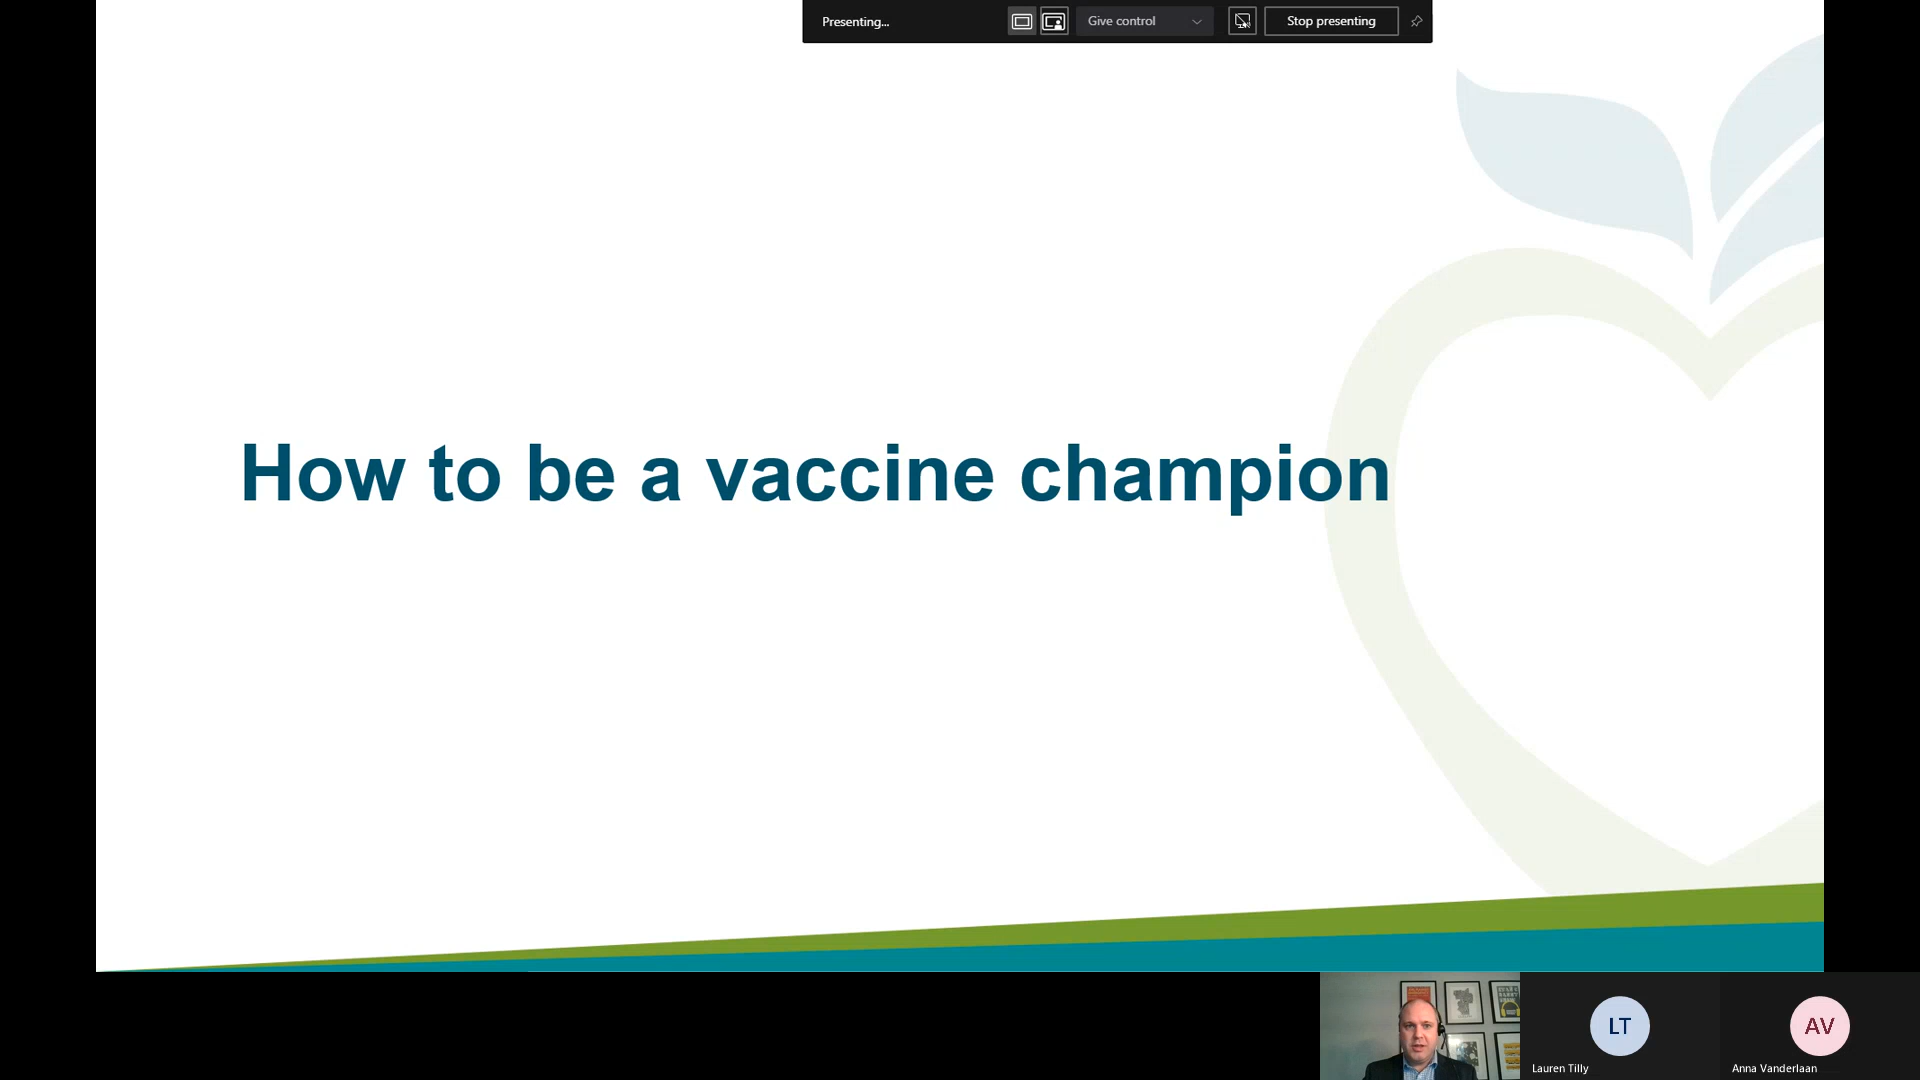 Presenting...
Give control
Stop presenting
How to be a vaccine champion
LT
AV
Lauren Tilly
Anna Vanderlaan